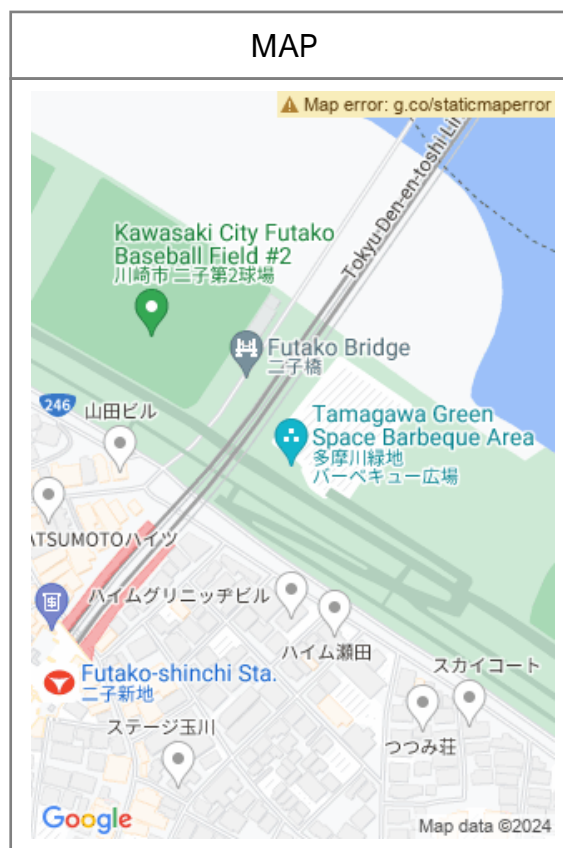 MAP
Map error: g.co/staticmaperror
Tokyu Den-en-toshi
Kawasaki City Futako
Baseball Field #2
川崎市 二子第2球場
Futako Bridge
二子橋
246
山田ビル
Tamagawa Green
Space Barbeque Area
多摩川緑地
バーベキュー広場
ATSUMOTOハイツ
ハイムグリニッヂビル
ハイム瀬田
スカイコート
Futako-shinchi Sta.
二子新地
つつみ荘
ステージ玉川
Google
Map data ©2024